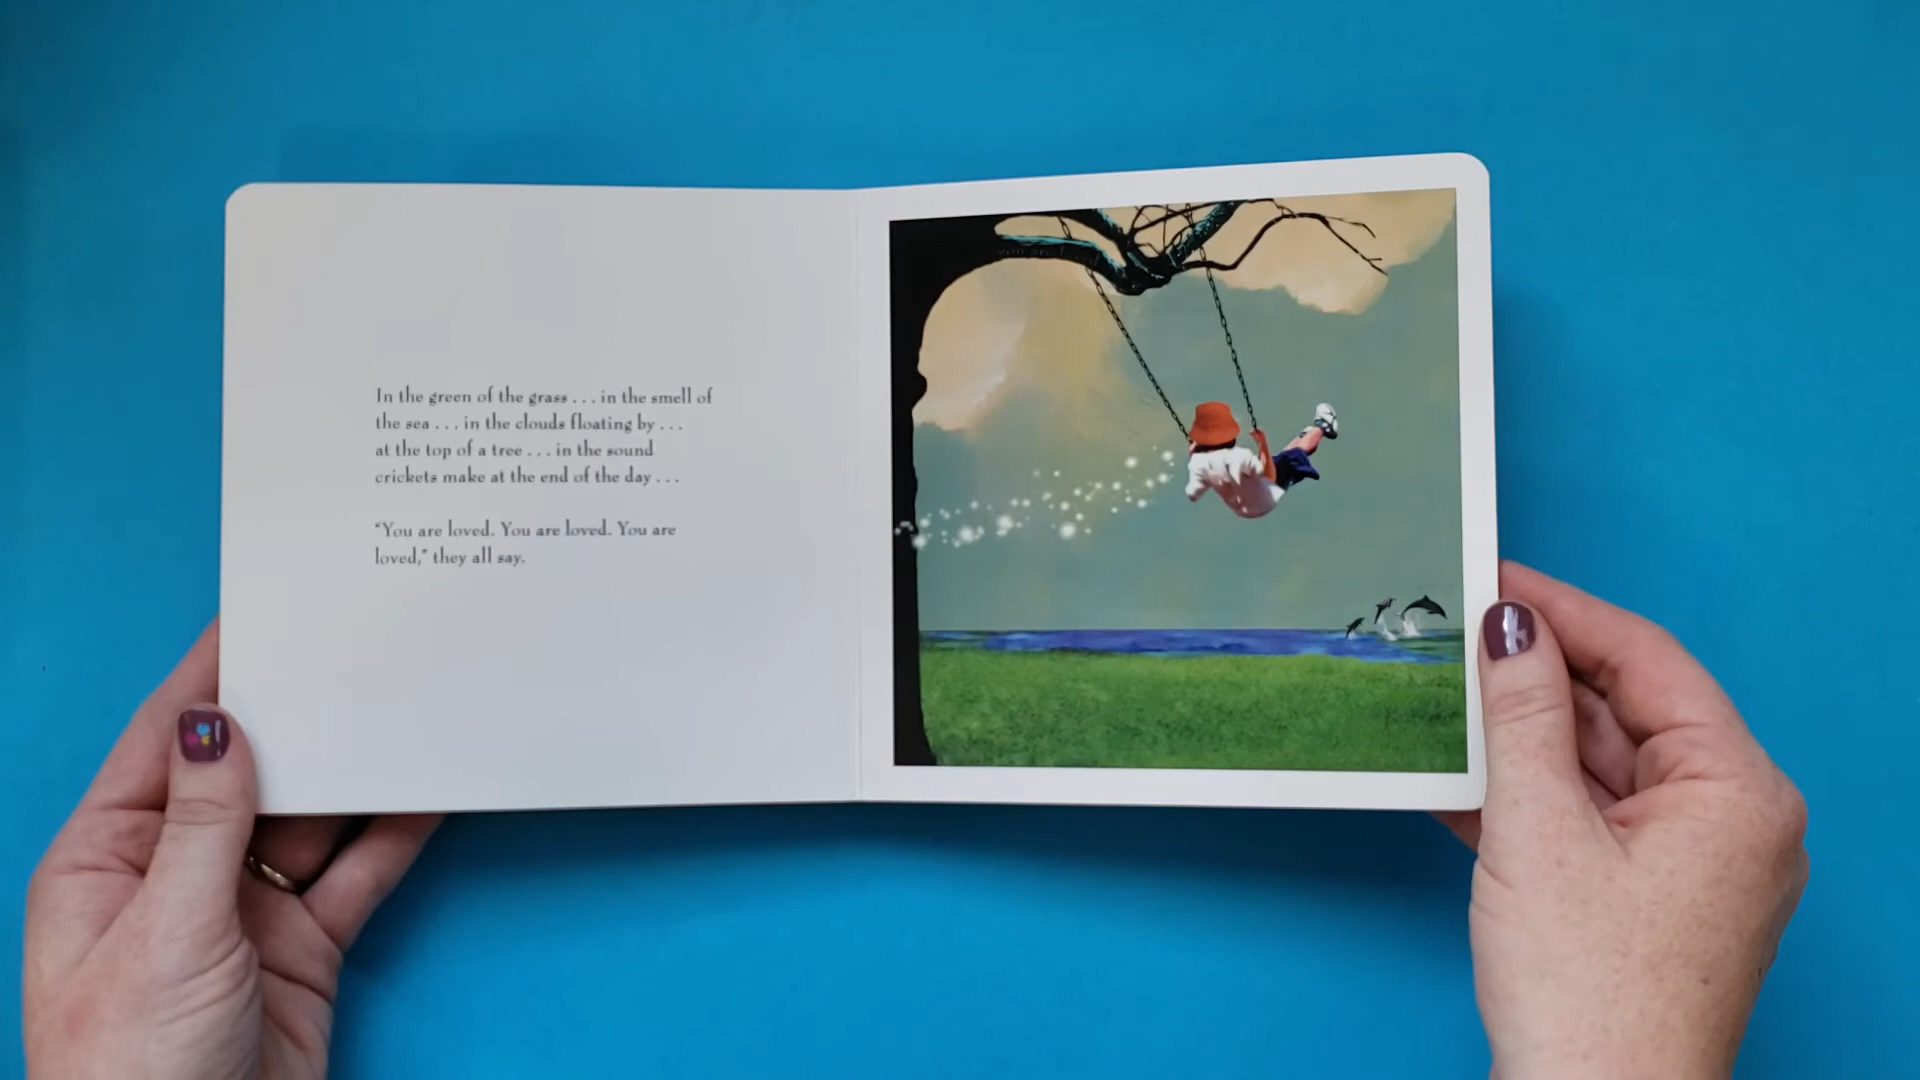 In the green of the grass . . . in the smell of
the sea . . . in the clouds floating by . . .
at the top of a tree . . . in the sound
crickets make at the end of the day . . .
"You are loved. You are loved. You are
loved," they all say.